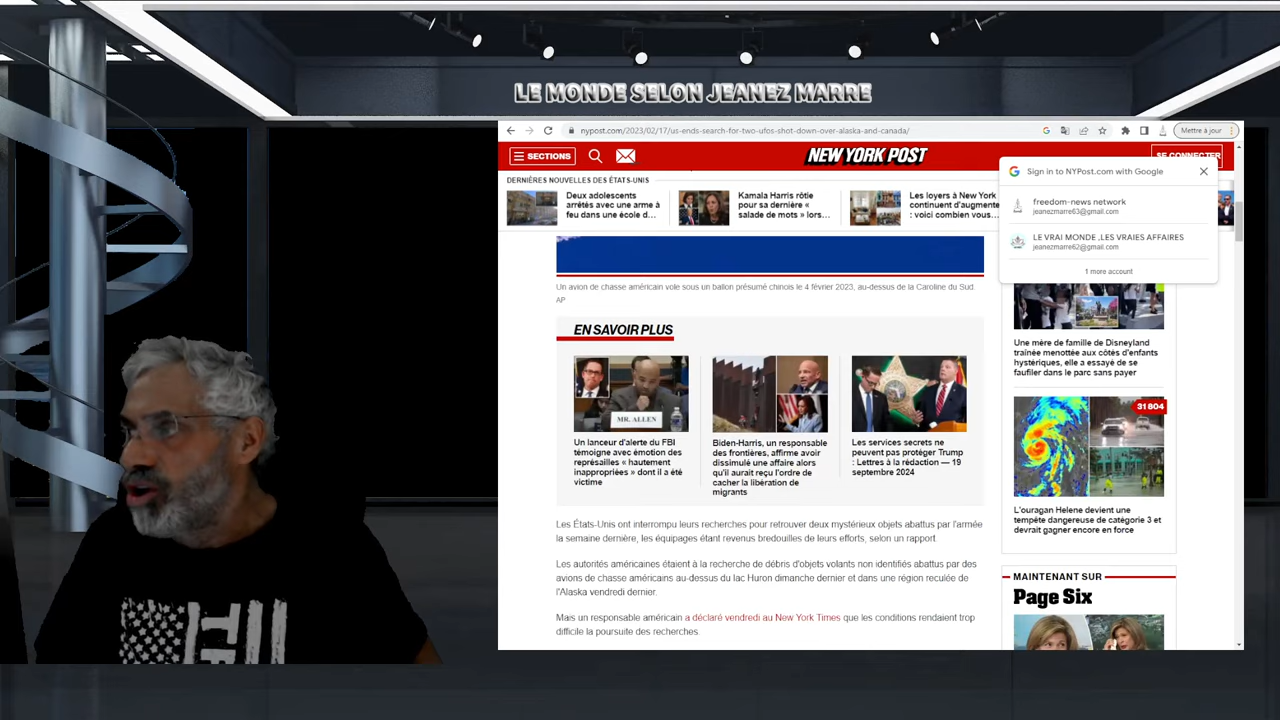 LE MONDE SELON JEANEZ MARRE
nypost.com/2023/02/17/us-ends-search-for-two-ufos-shot-down-over-alaska-and-canada/
Mettre à jour
SECTIONS
NEW YORK POST
SE CONNECTER
Sign in to NYPost.com with Google
freedom-news network
jeanezmarre63@gmail.com
LE VRAI MONDE ,LES VRAIES AFFAIRES
jeanezmarre62@gmail.com
1 more account
DERNIÈRES NOUVELLES DES ÉTATS-UNIS
Deux adolescents
arrêtés avec une arme à
feu dans une école d...
Kamala Harris rôtie
pour sa dernière «
salade de mots » lors...
Les loyers à New York
continuent d'augmente
: voici combien vous...
Un avion de chasse américain vole sous un ballon présumé chinois le 4 février 2023, au-dessus de la Caroline du Sud.
AP
EN SAVOIR PLUS
MR. ALLEN
Un lanceur d'alerte du FBI
témoigne avec émotion des
représailles « hautement
inappropriées » dont il a été
victime
Biden-Harris, un responsable
des frontières, affirme avoir
dissimulé une affaire alors
qu'il aurait reçu l'ordre de
cacher la libération de
migrants
Les services secrets ne
peuvent pas protéger Trump
: Lettres à la rédaction — 19
septembre 2024
Les États-Unis ont interrompu leurs recherches pour retrouver deux mystérieux objets abattus par l'armée
la semaine dernière, les équipages étant revenus bredouilles de leurs efforts, selon un rapport.
Les autorités américaines étaient à la recherche de débris d'objets volants non identifiés abattus par des
avions de chasse américains au-dessus du lac Huron dimanche dernier et dans une région reculée de
l'Alaska vendredi dernier.
Mais un responsable américain a déclaré vendredi au New York Times que les conditions rendaient trop
difficile la poursuite des recherches.
Une mère de famille de Disneyland
traînée menottée aux côtés d'enfants
hystériques, elle a essayé de se
faufiler dans le parc sans payer
31 804
L'ouragan Helene devient une
tempête dangereuse de catégorie 3 et
devrait gagner encore en force
MAINTENANT SUR
Page Six